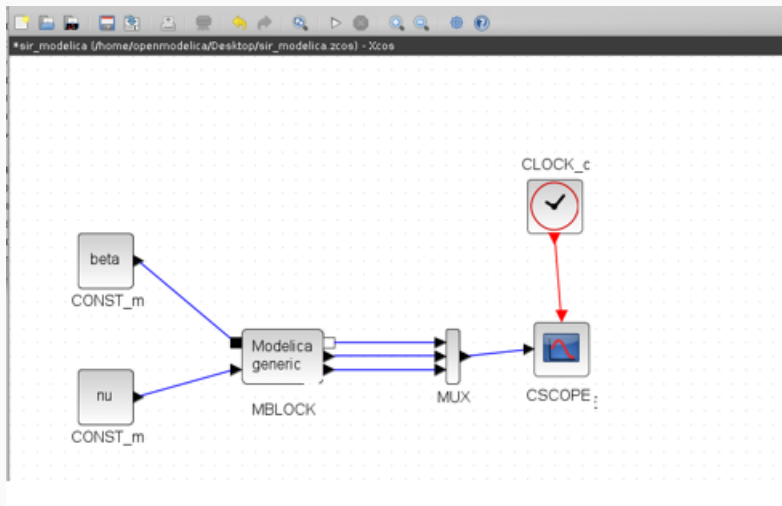 *sir_modelica (/home/openmodelica/Desktop/sir_modelica.zcos) - Xcos
CLOCK_c
beta
CONST_m
Modelica
generic
MBLOCK
MUX
CSCOPE
nu
CONST_m